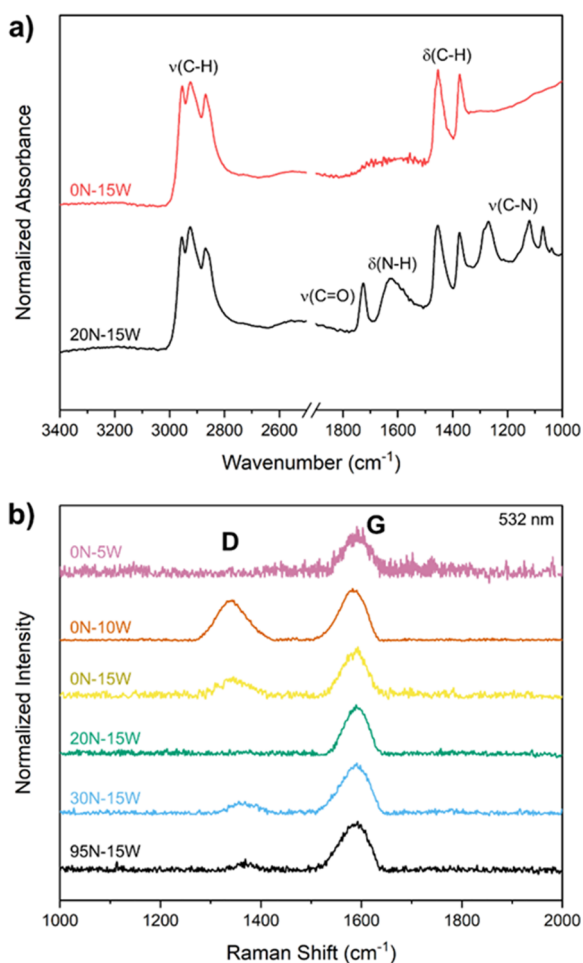 a)
ν(C-H)
δ(C-H)
0N-15W
ν(C-N)
δ(N-H)
ν(C=O)
20N-15W
Normalized Absorbance
3400 3200 3000 2800 2600 1800 1600 1400 1200 1000
Wavenumber (cm⁻¹)
b)
532 nm
D G
0N-5W
0N-10W
0N-15W
20N-15W
30N-15W
95N-15W
Normalized Intensity
1000 1200 1400 1600 1800 2000
Raman Shift (cm⁻¹)